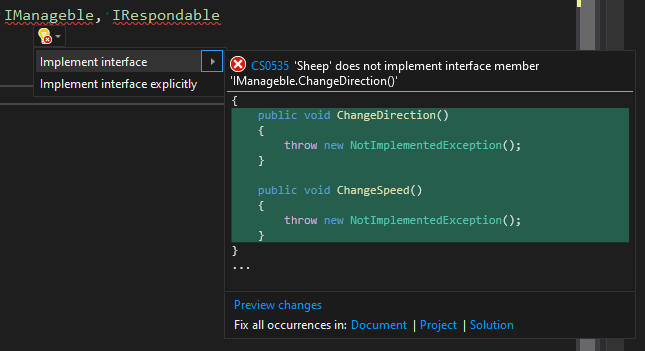 IManageble, IRespondable
Implement interface
Implement interface explicitly
CS0535 'Sheep' does not implement interface member
'IManageble.ChangeDirection()'
{
public void ChangeDirection()
{
throw new NotImplementedException();
}
public void ChangeSpeed()
{
throw new NotImplementedException();
}
}
...
Preview changes
Fix all occurrences in: Document | Project | Solution